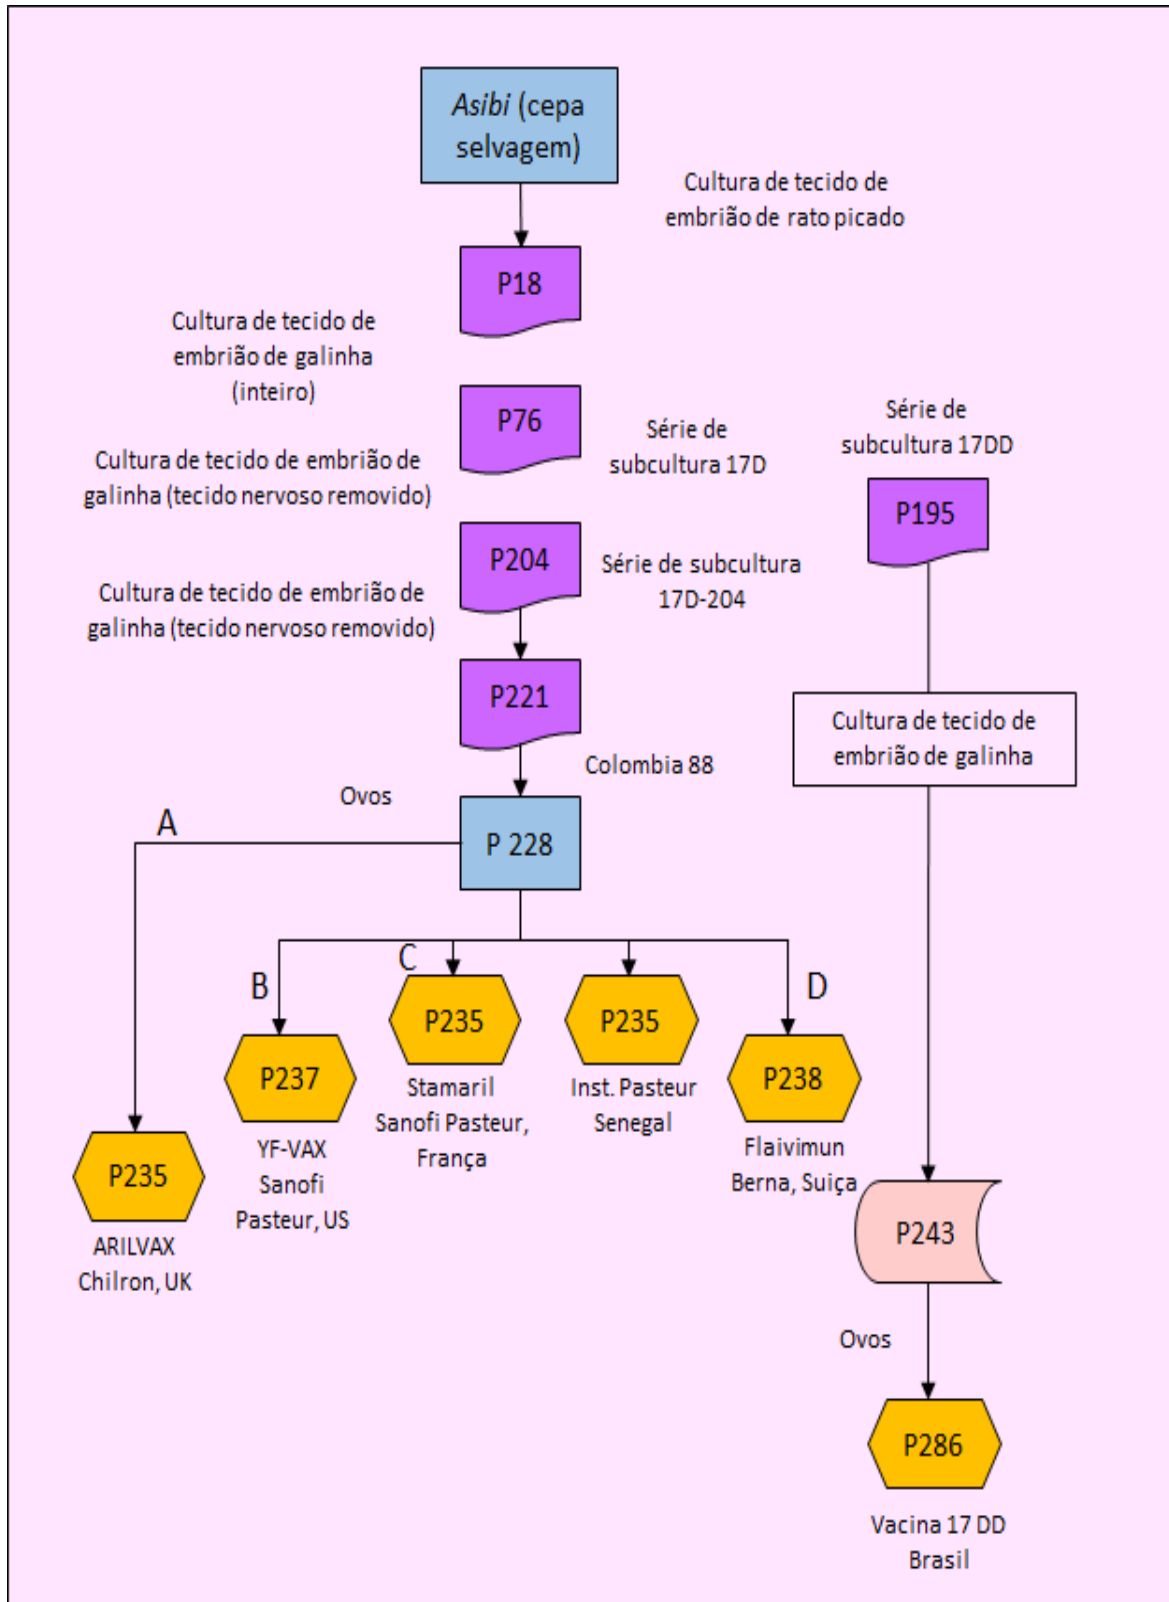 Asibi (cepa
selvagem)
Cultura de tecido de
embrião de rato picado
P18
Cultura de tecido de
embrião de galinha
(inteiro)
P76
Série de
subcultura 17D
Série de
subcultura 17DD
Cultura de tecido de embrião de
galinha (tecido nervoso removido)
P195
P204
Série de subcultura
17D-204
Cultura de tecido de embrião de
galinha (tecido nervoso removido)
P221
Cultura de tecido de
embrião de galinha
Colombia 88
Ovos
A
P 228
B
C
D
P237
P235
P235
P238
YF-VAX
Sanofi
Pasteur, US
Stamaril
Sanofi Pasteur,
França
Inst. Pasteur
Senegal
Flaivimun
Berna, Suiça
P235
ARILVAX
Chilron, UK
P243
Ovos
P286
Vacina 17 DD
Brasil